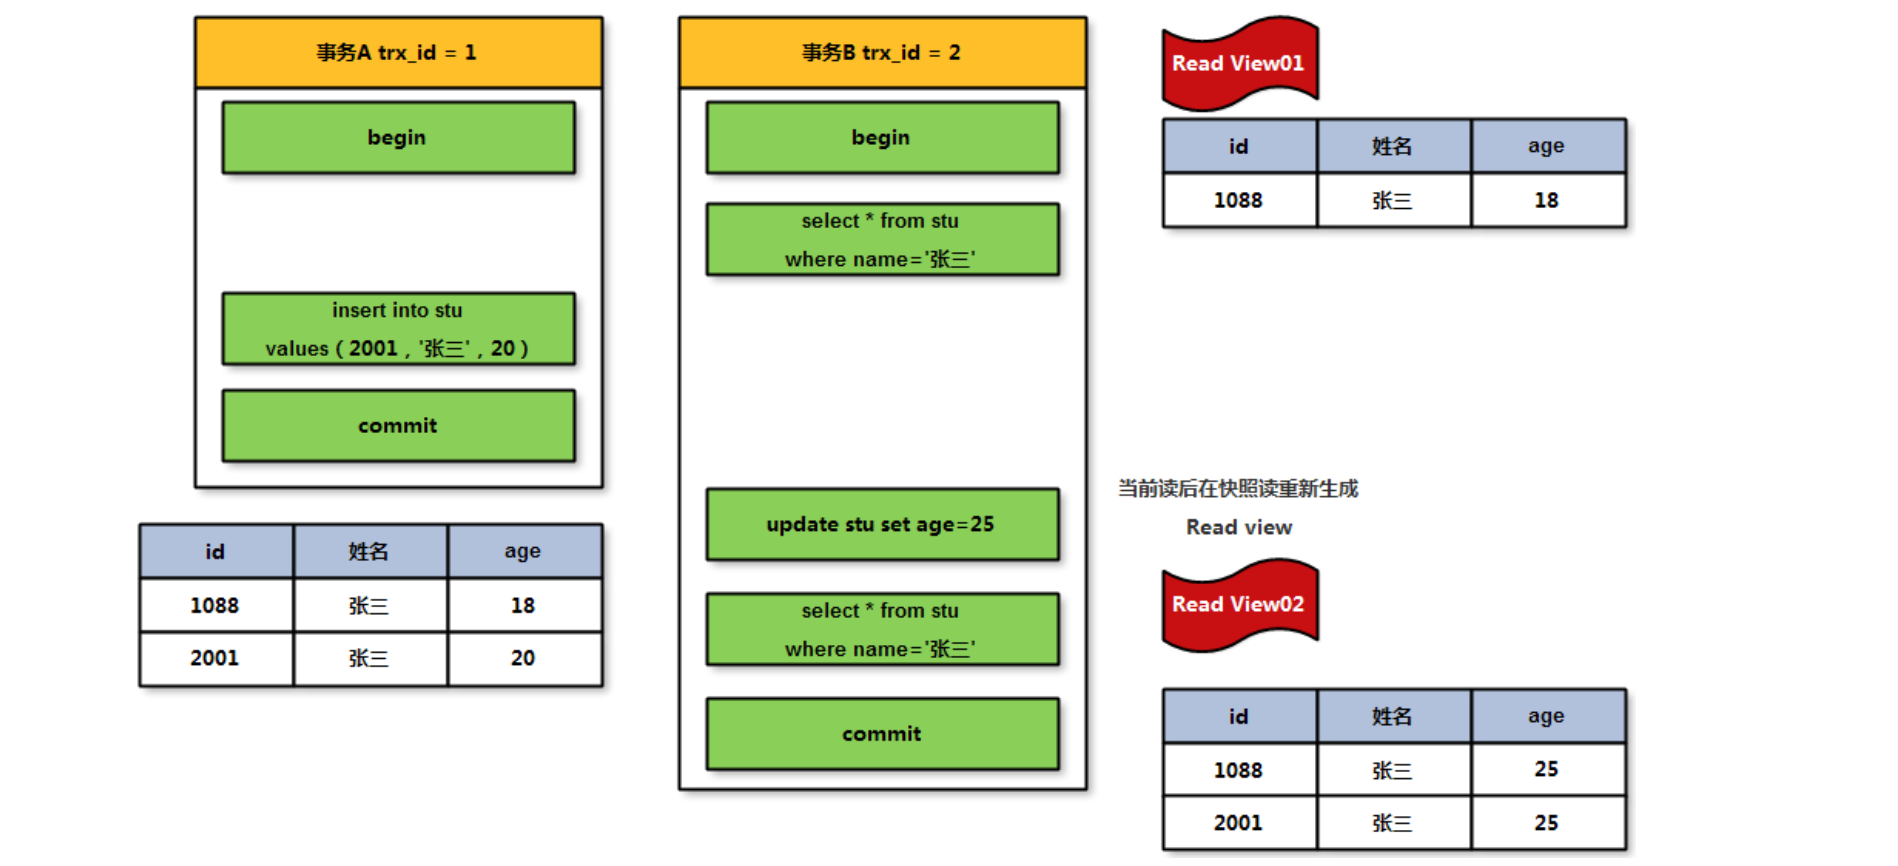 事务A trx_id = 1
begin
insert into stu
values ( 2001 , '张三' , 20 )
commit
id 姓名 age
1088 张三 18
2001 张三 20
事务B trx_id = 2
begin
select * from stu
where name='张三'
update stu set age=25
select * from stu
where name='张三'
commit
Read View01
id 姓名 age
1088 张三 18
当前读后在快照读重新生成
Read view
Read View02
id 姓名 age
1088 张三 25
2001 张三 25